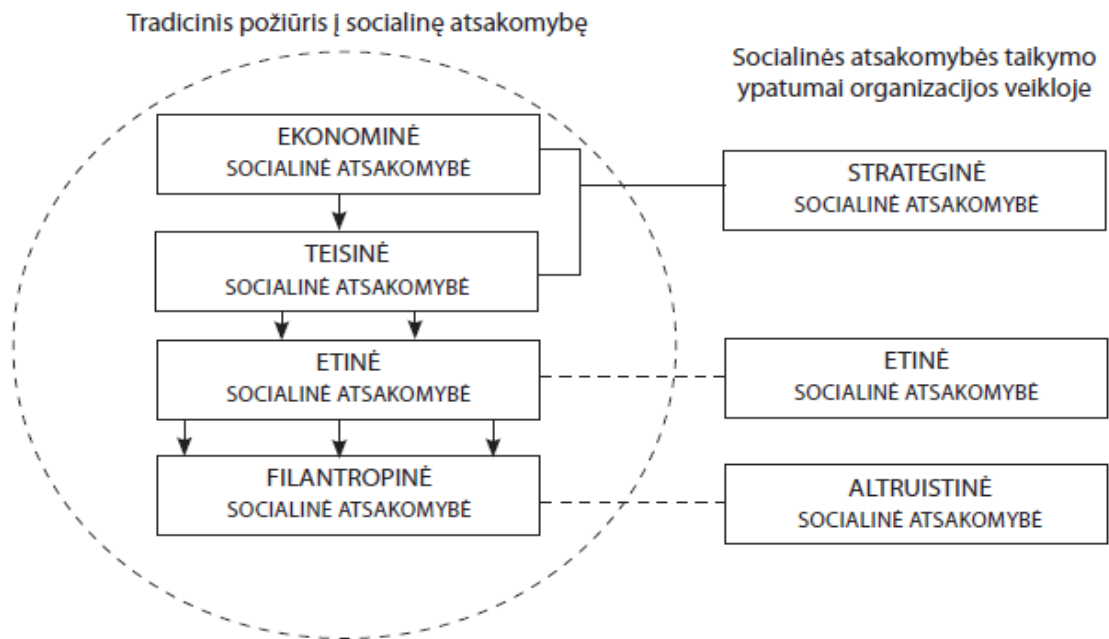 Tradicinis požiūris į socialinę atsakomybę
Socialinės atsakomybės taikymo
ypatumai organizacijos veikloje
EKONOMINĖ
SOCIALINĖ ATSAKOMYBĖ
STRATEGINĖ
SOCIALINĖ ATSAKOMYBĖ
TEISINĖ
SOCIALINĖ ATSAKOMYBĖ
ETINĖ
SOCIALINĖ ATSAKOMYBĖ
ETINĖ
SOCIALINĖ ATSAKOMYBĖ
FILANTROPINĖ
SOCIALINĖ ATSAKOMYBĖ
ALTRUISTINĖ
SOCIALINĖ ATSAKOMYBĖ